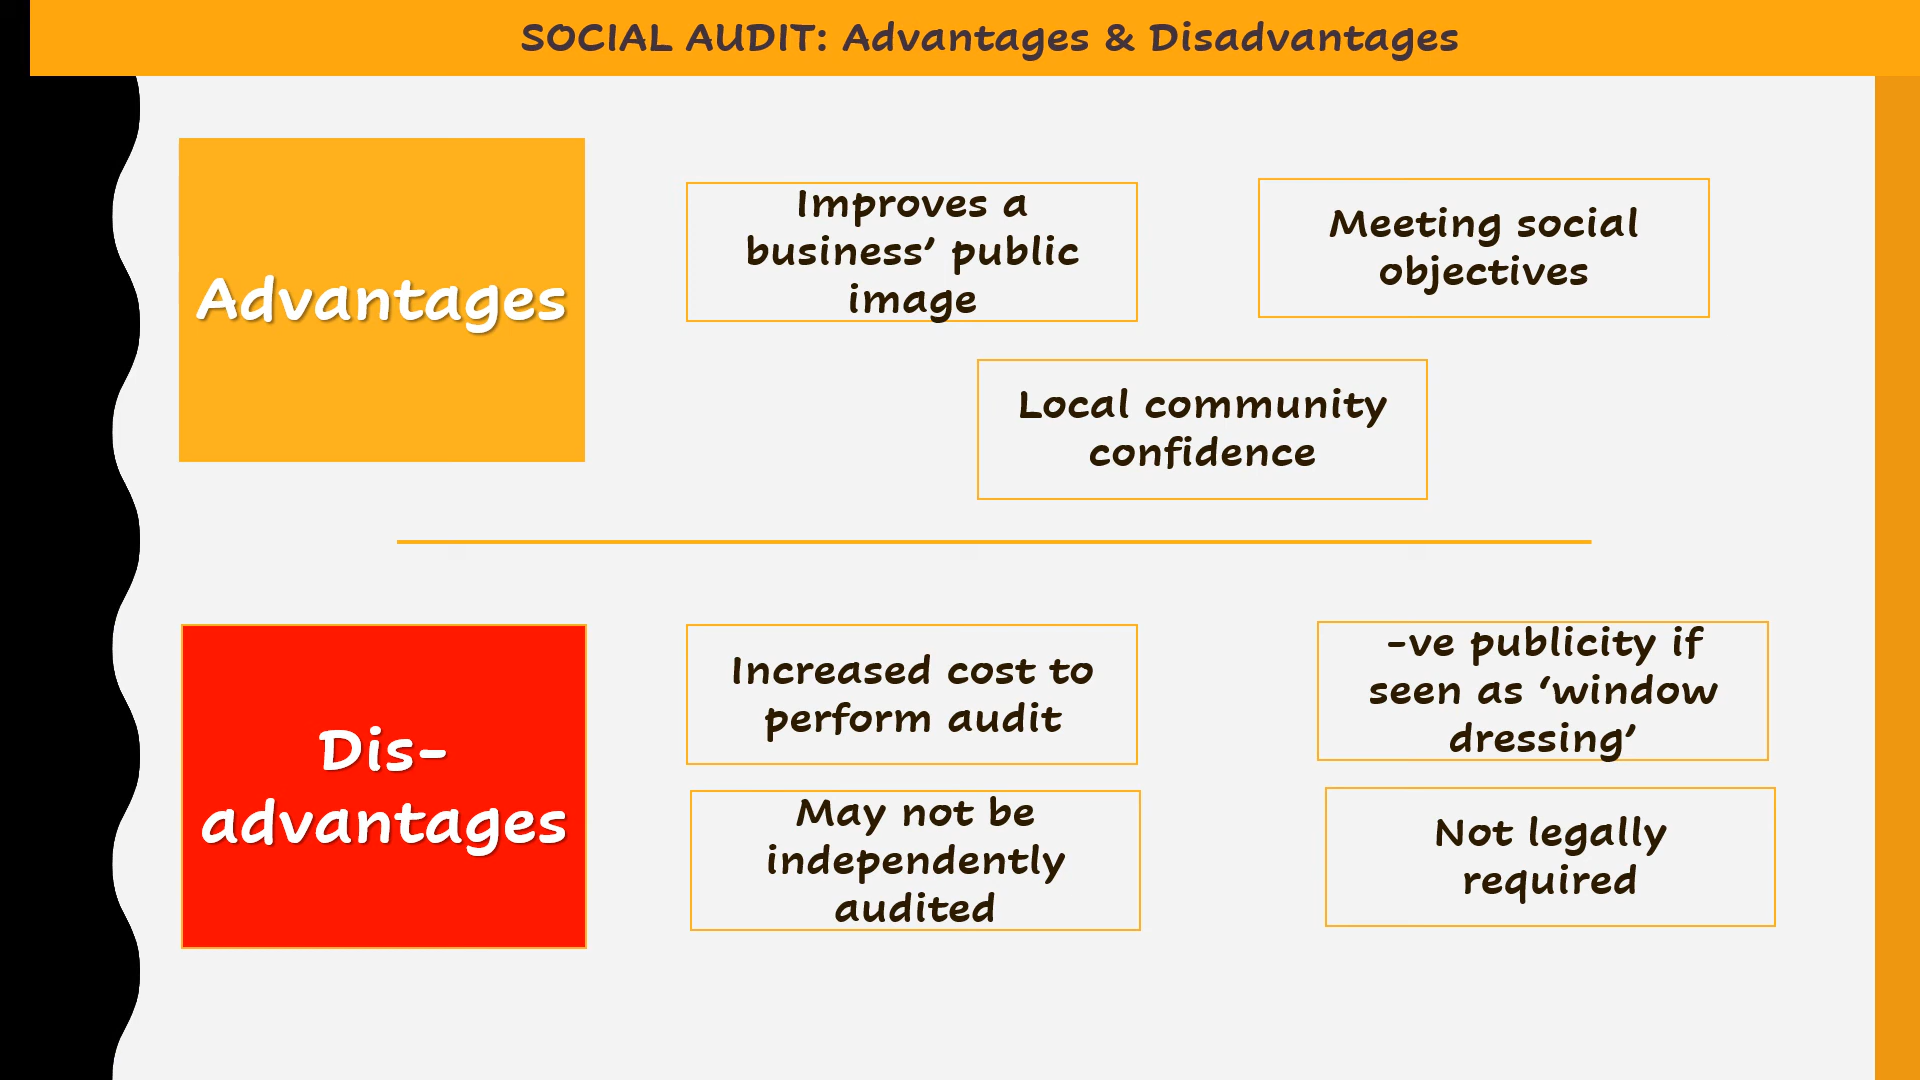 SOCIAL AUDIT: Advantages & Disadvantages
Advantages
Improves a
business’ public
image
Meeting social
objectives
Local community
confidence
Dis-
advantages
Increased cost to
perform audit
-ve publicity if
seen as ‘window
dressing’
May not be
independently
audited
Not legally
required